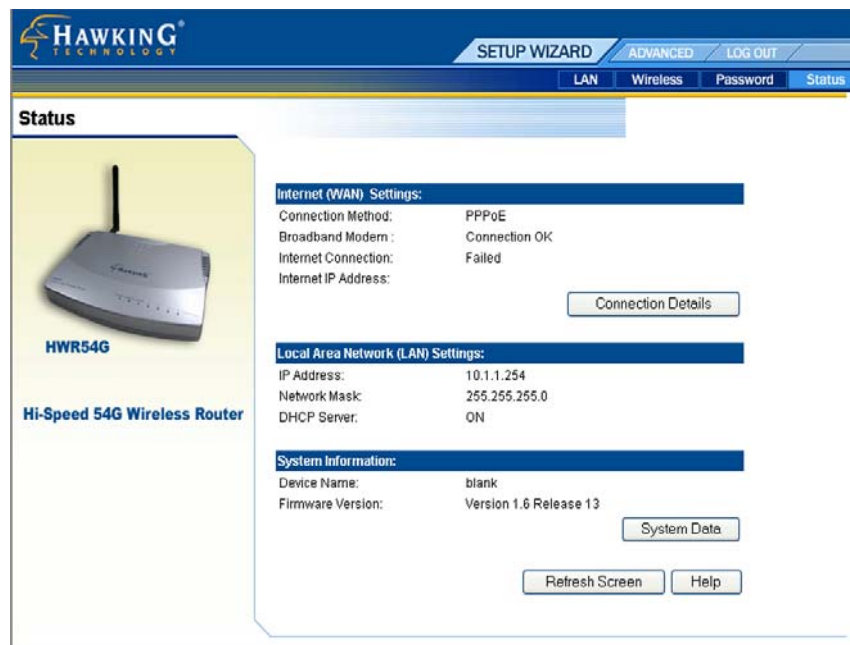 HAWKING®
TECHNOLOGY
SETUP WIZARD ADVANCED LOG OUT
LAN Wireless Password Status
Status
Internet (WAN) Settings:
Connection Method: PPPoE
Broadband Modem : Connection OK
Internet Connection: Failed
Internet IP Address:
Connection Details
HAWKING
HWR54G
Hi-Speed 54G Wireless Router
Local Area Network (LAN) Settings:
IP Address: 10.1.1.254
Network Mask: 255.255.255.0
DHCP Server: ON
System Information:
Device Name: blank
Firmware Version: Version 1.6 Release 13
System Data
Refresh Screen Help